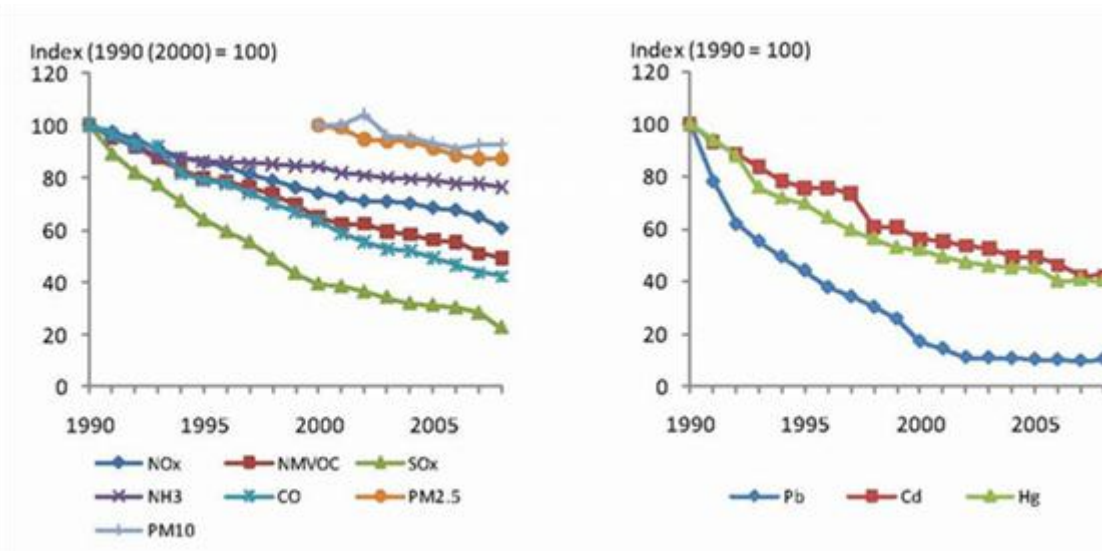 Index (1990 (2000) = 100)
120
100
80
60
40
20
0
1990 1995 2000 2005
NOx NMVOC SOx
NH3 CO PM2.5
PM10
Index (1990 = 100)
120
100
80
60
40
20
0
1990 1995 2000 2005
Pb Cd Hg